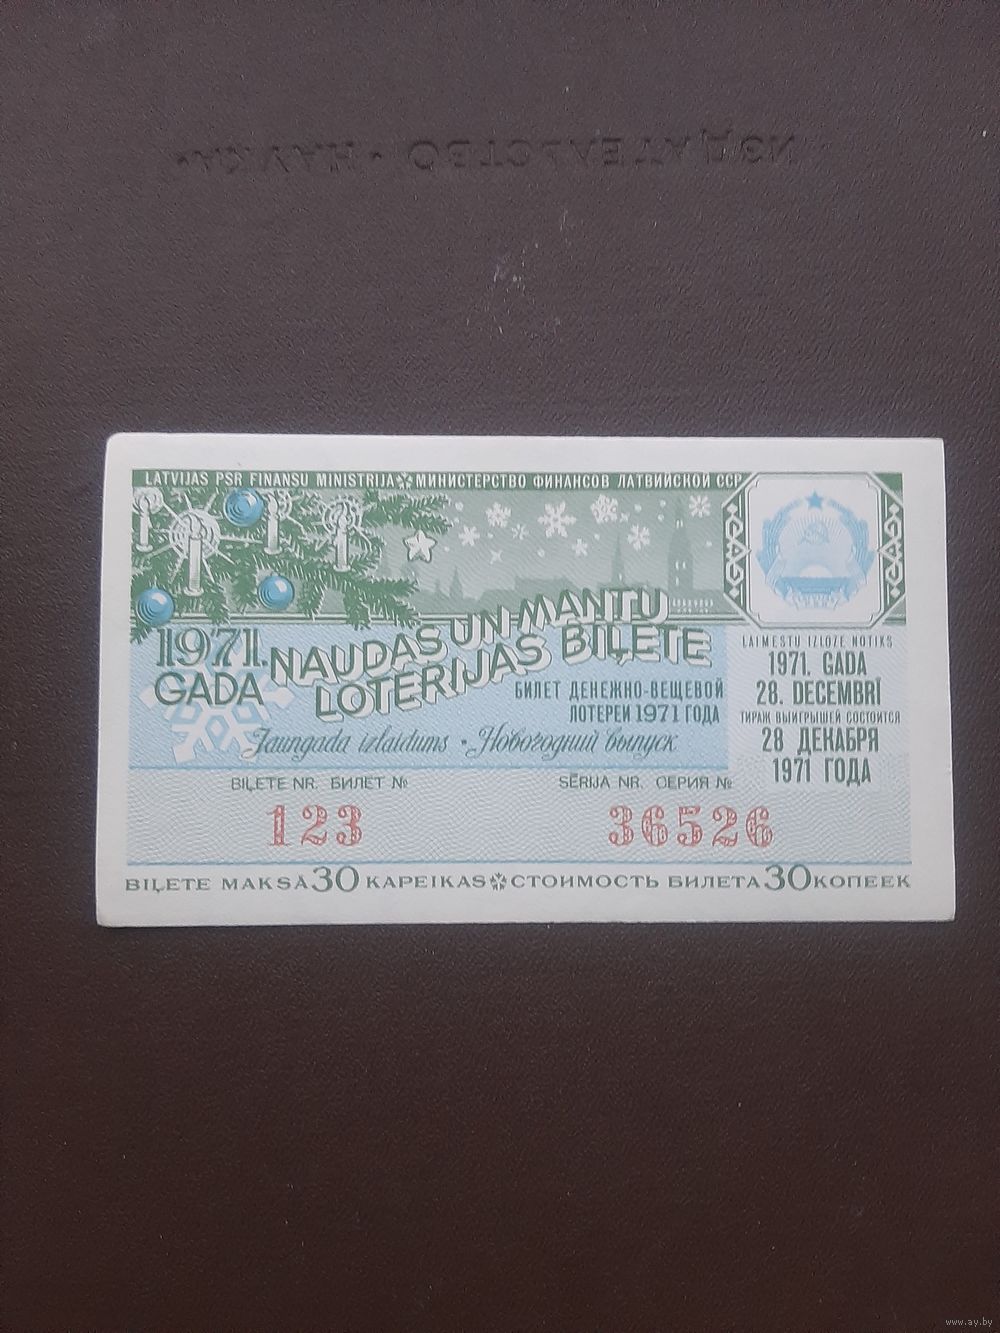 ИЗДАТЕЛЬСТВО · НАУКА ·
LATVIJAS PSR FINANSU MINISTRIJA МИНИСТЕРСТВО ФИНАНСОВ ЛАТВИЙСКОЙ ССР
1971. GADA
NAUDAS UN MANTU
LOTERIJAS BIĻETE
БИЛЕТ ДЕНЕЖНО-ВЕЩЕВОЙ
ЛОТЕРЕИ 1971 ГОДА
Jaungada izlaidums · Новогодний выпуск
LAIMESTU IZLOZE NOTIKS
1971. GADA
28. DECEMBRĪ
ТИРАЖ ВЫИГРЫШЕЙ СОСТОИТСЯ
28 ДЕКАБРЯ
1971 ГОДА
BIĻETE NR. БИЛЕТ № SĒRIJA NR. СЕРИЯ №
123 36526
BIĻETE MAKSĀ 30 KAPEIKAS СТОИМОСТЬ БИЛЕТА 30 КОПЕЕК
www.ay.by